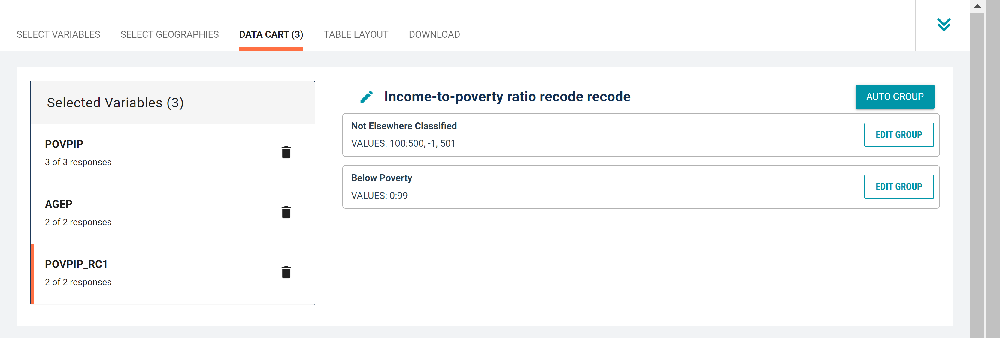 SELECT VARIABLES SELECT GEOGRAPHIES DATA CART (3) TABLE LAYOUT DOWNLOAD
Selected Variables (3)
POVPIP
3 of 3 responses
AGEP
2 of 2 responses
POVPIP_RC1
2 of 2 responses
Income-to-poverty ratio recode recode
AUTO GROUP
Not Elsewhere Classified
VALUES: 100:500, -1, 501
EDIT GROUP
Below Poverty
VALUES: 0:99
EDIT GROUP